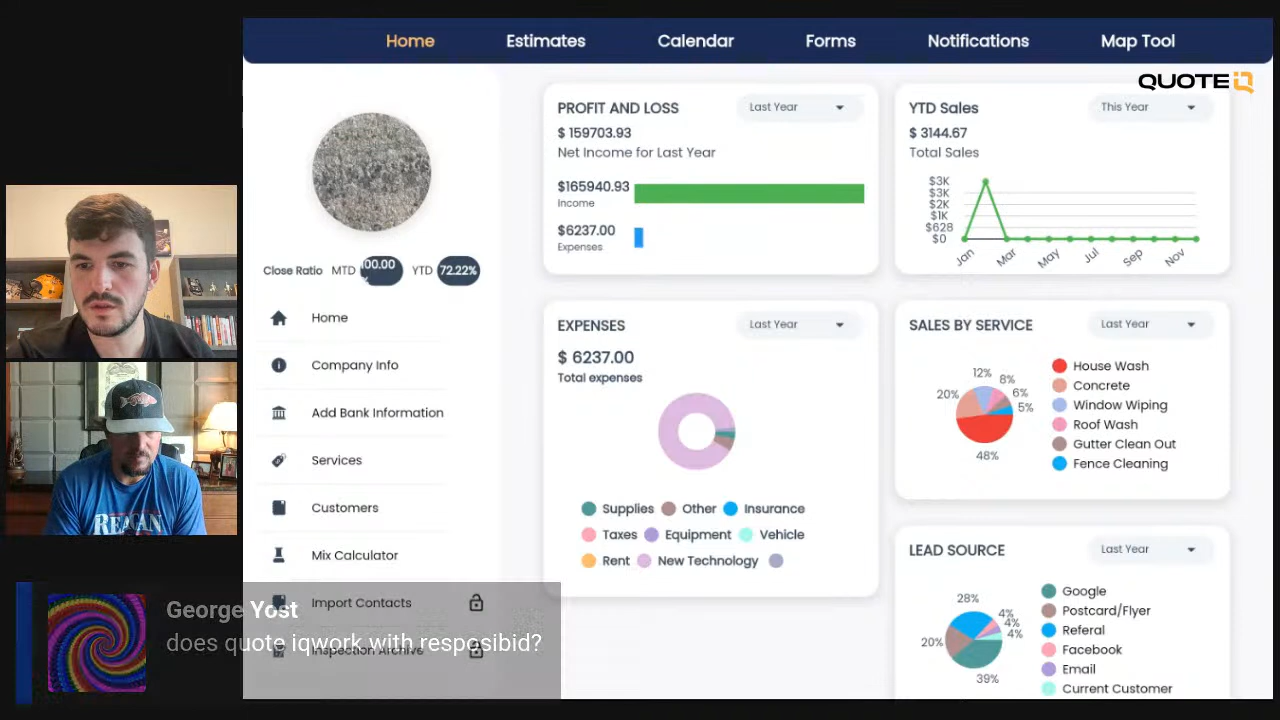 Home Estimates Calendar Forms Notifications Map Tool
QUOTE IQ
Close Ratio MTD 100.00 % YTD 72.22%
Home
Company Info
Add Bank Information
Services
Customers
Mix Calculator
Import Contacts
Inspection Archive
PROFIT AND LOSS Last Year
$ 159703.93
Net Income for Last Year
$165940.93
Income
$6237.00
Expenses
YTD Sales This Year
$ 3144.67
Total Sales
$3K
$3K
$2K
$1K
$628
$0
Jan Mar May Jul Sep Nov
EXPENSES Last Year
$ 6237.00
Total expenses
Supplies Other Insurance
Taxes Equipment Vehicle
Rent New Technology
SALES BY SERVICE Last Year
12% 8% 6% 5% 20% 48%
House Wash
Concrete
Window Wiping
Roof Wash
Gutter Clean Out
Fence Cleaning
LEAD SOURCE Last Year
28% 4% 4% 4% 20% 39%
Google
Postcard/Flyer
Referal
Facebook
Email
Current Customer
REAGAN
George Yost
does quote iqwork with resposibid?